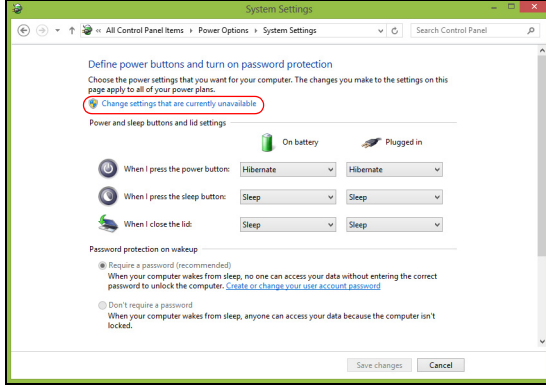 System Settings
« All Control Panel Items ▸ Power Options ▸ System Settings
Search Control Panel
Define power buttons and turn on password protection
Choose the power settings that you want for your computer. The changes you make to the settings on this
page apply to all of your power plans.
Change settings that are currently unavailable
Power and sleep buttons and lid settings
On battery Plugged in
When I press the power button: Hibernate Hibernate
When I press the sleep button: Sleep Sleep
When I close the lid: Sleep Sleep
Password protection on wakeup
Require a password (recommended)
When your computer wakes from sleep, no one can access your data without entering the correct
password to unlock the computer. Create or change your user account password
Don't require a password
When your computer wakes from sleep, anyone can access your data because the computer isn't
locked.
Save changes Cancel